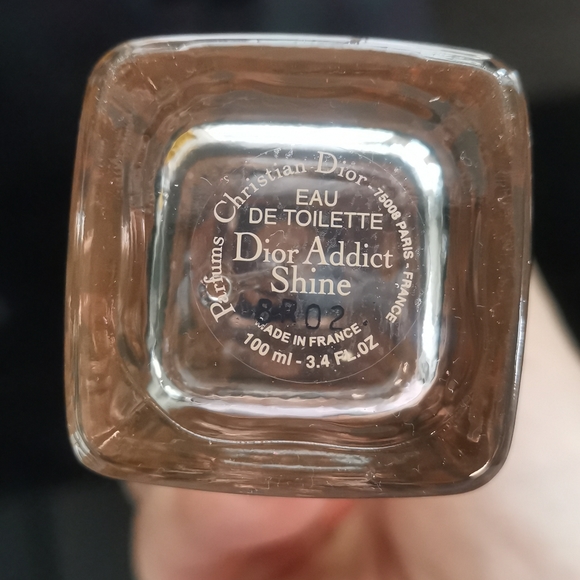 Parfums Christian Dior - 75008 PARIS - FRANCE
EAU
DE TOILETTE
Dior Addict
Shine
MADE IN FRANCE
100 ml - 3.4 FL.OZ